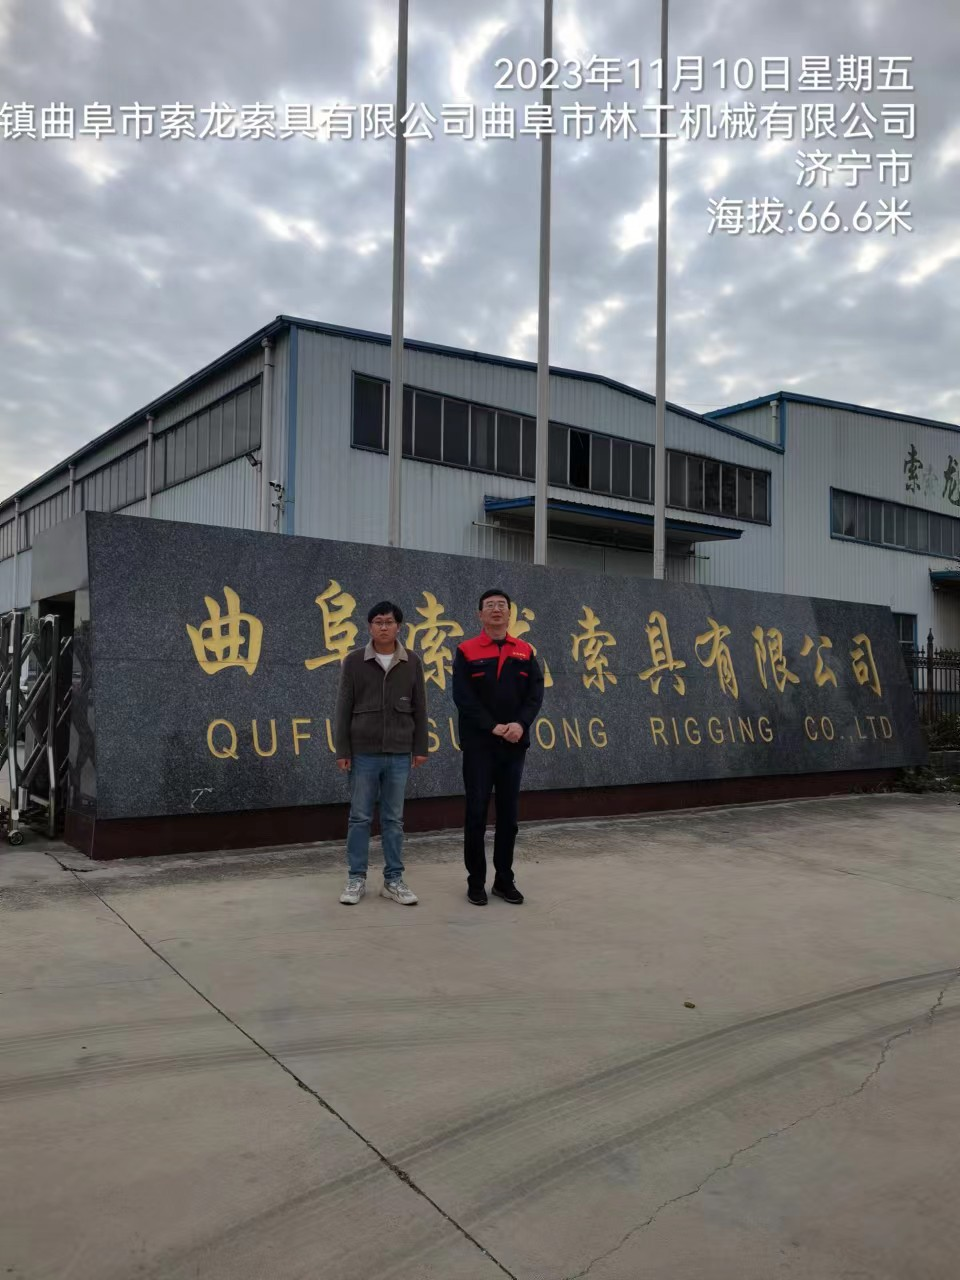 2023年11月10日星期五
镇曲阜市索龙索具有限公司曲阜市林工机械有限公司
济宁市
海拔:66.6米
索龙
曲阜索龙索具有限公司
RIGGING CO.,LTD